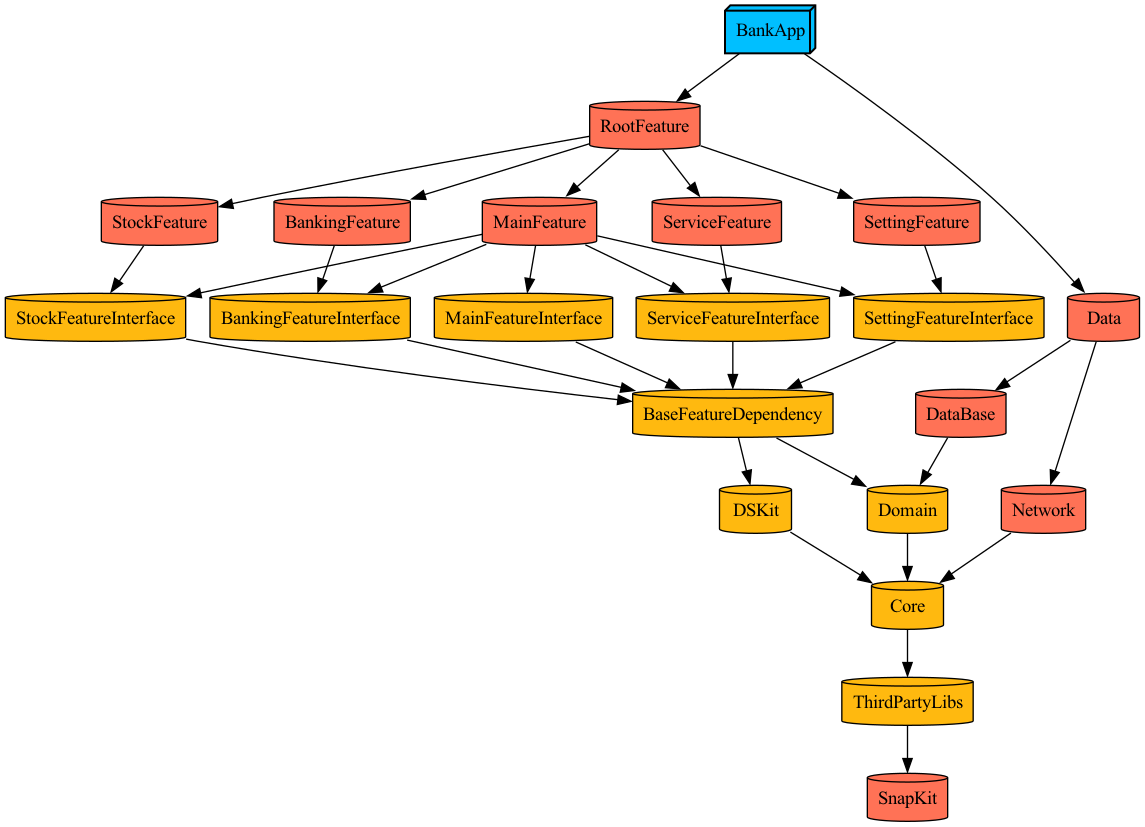 BankApp
RootFeature
StockFeature
BankingFeature
MainFeature
ServiceFeature
SettingFeature
StockFeatureInterface
BankingFeatureInterface
MainFeatureInterface
ServiceFeatureInterface
SettingFeatureInterface
Data
BaseFeatureDependency
DataBase
DSKit
Domain
Network
Core
ThirdPartyLibs
SnapKit